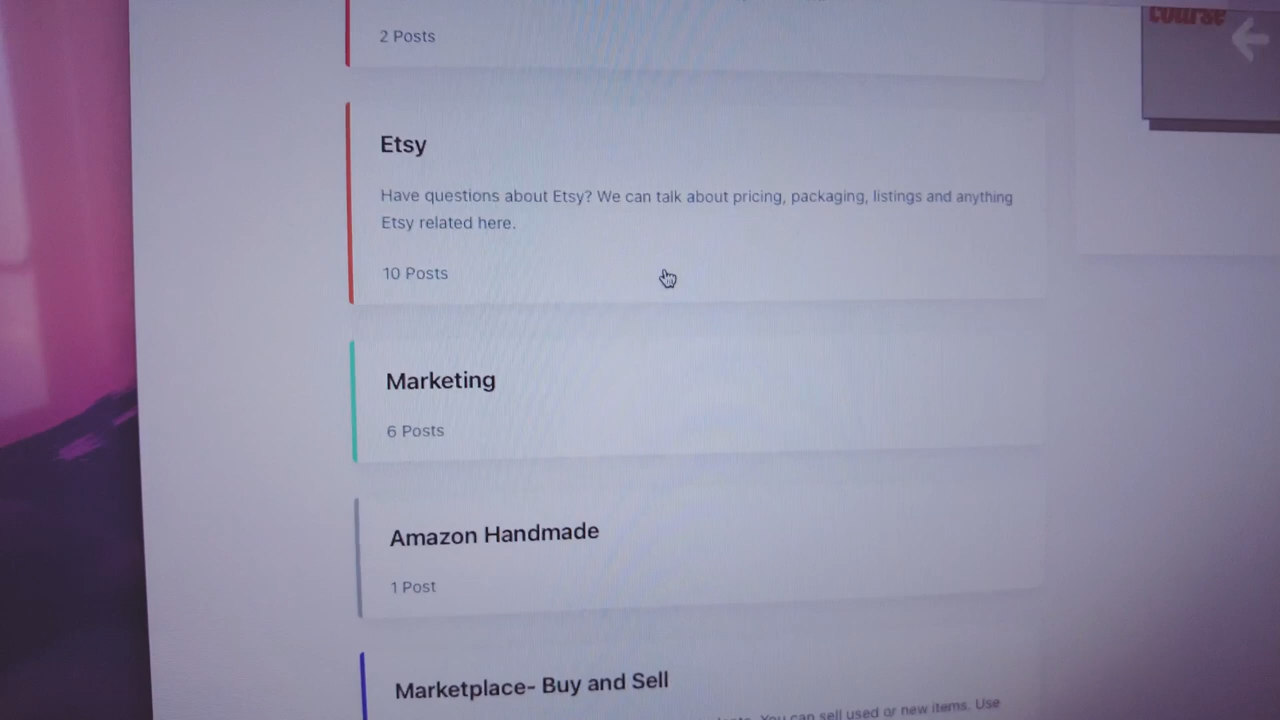 course
2 Posts
Etsy
Have questions about Etsy? We can talk about pricing, packaging, listings and anything
Etsy related here.
10 Posts
Marketing
6 Posts
Amazon Handmade
1 Post
Marketplace- Buy and Sell
You can sell used or new items. Use